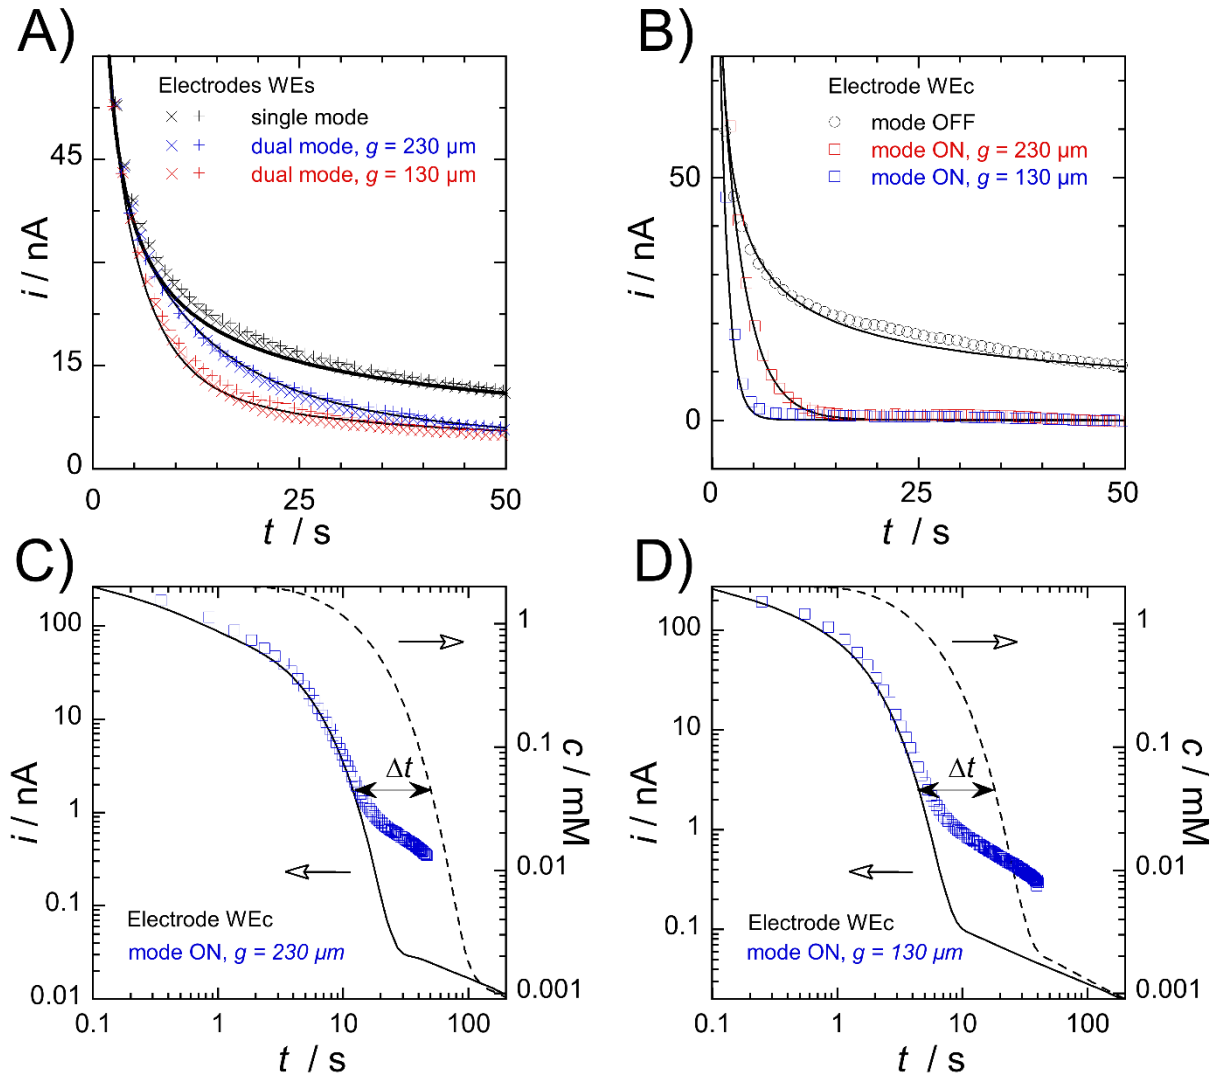 A)
Electrodes WEs
single mode
dual mode, g = 230 µm
dual mode, g = 130 µm
45
15
0
i / nA
0 25 50
t / s
B)
Electrode WEc
mode OFF
mode ON, g = 230 µm
mode ON, g = 130 µm
50
0
i / nA
0 25 50
t / s
C)
100
10
1
0.1
0.01
i / nA
1
0.1
0.01
0.001
c / mM
Δt
Electrode WEc
mode ON, g = 230 µm
0.1 1 10 100
t / s
D)
100
10
1
0.1
i / nA
1
0.1
0.01
0.001
c / mM
Δt
Electrode WEc
mode ON, g = 130 µm
0.1 1 10 100
t / s